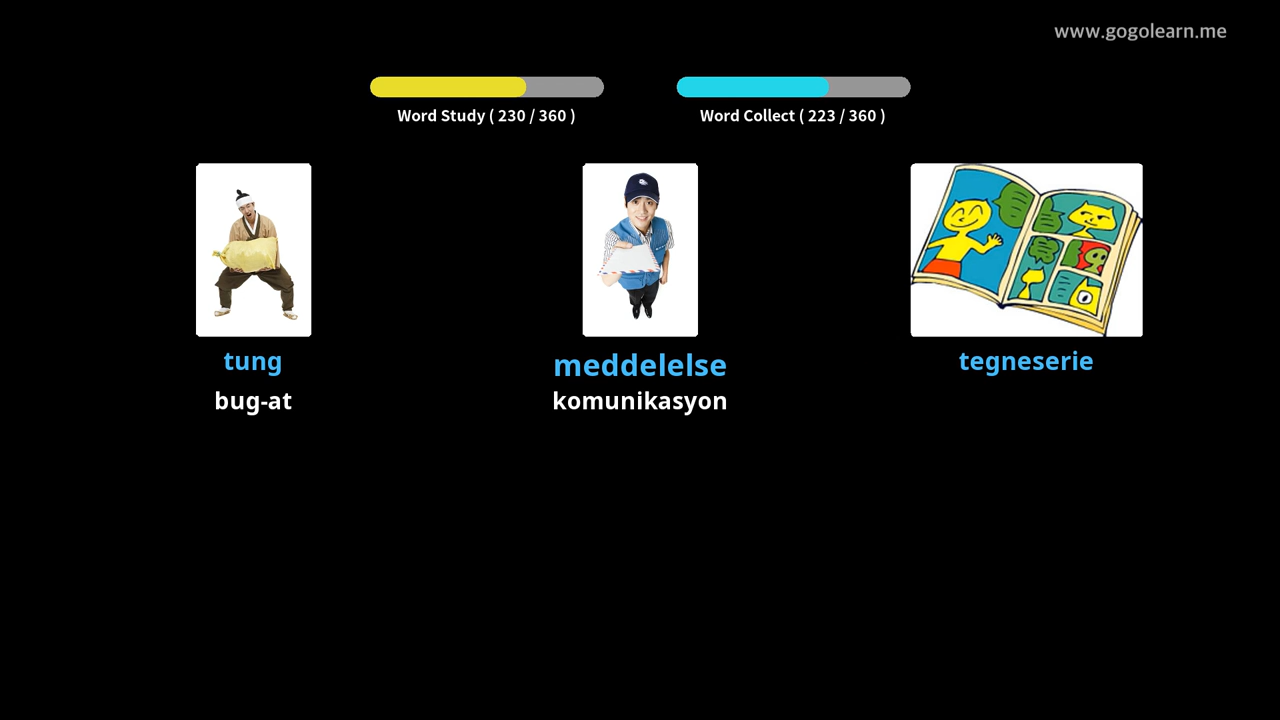 www.gogolearn.me
Word Study ( 230 / 360 )
Word Collect ( 223 / 360 )
tung
bug-at
meddelelse
komunikasyon
tegneserie